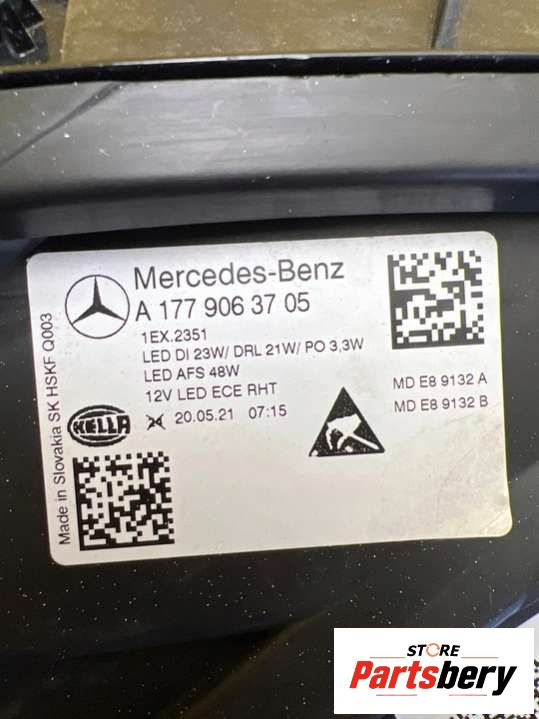 Mercedes-Benz
A 177 906 37 05
1EX.2351
LED DI 23W/ DRL 21W/ PO 3,3W
LED AFS 48W
12V LED ECE RHT
20.05.21 07:15
MD E8 9132 A
MD E8 9132 B
HELLA
Made in Slovakia SK HSKF Q003
STORE
Partsbery